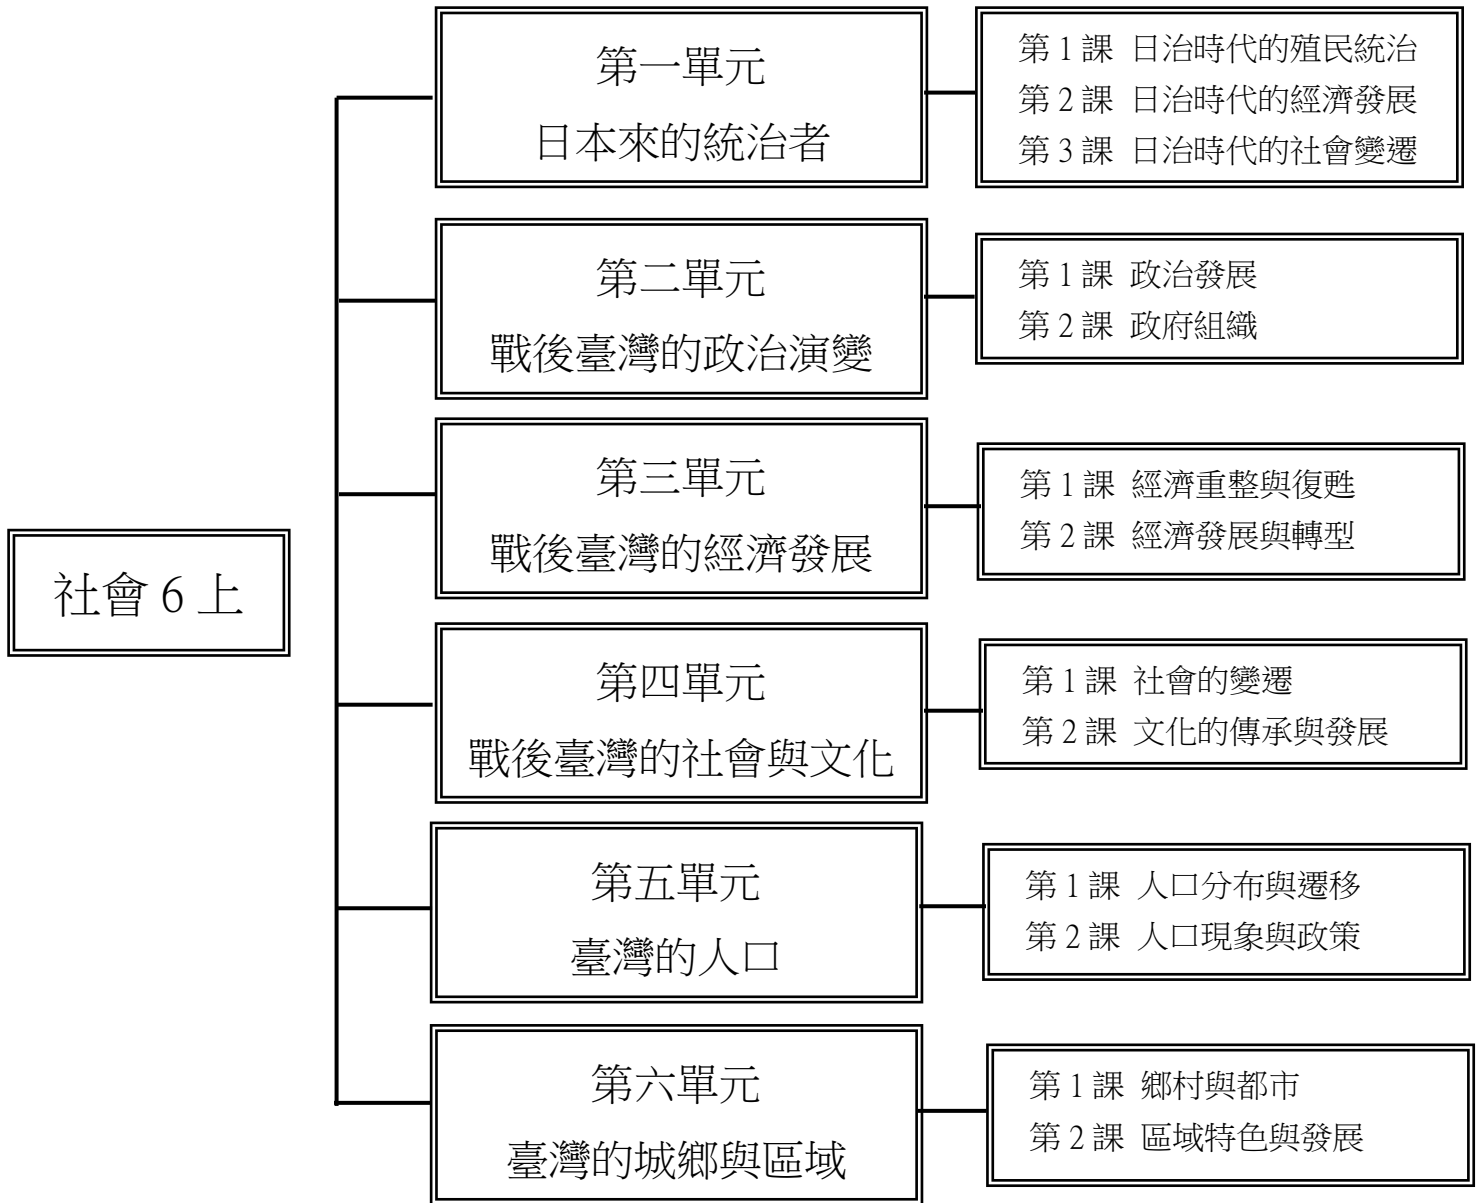 社會 6 上
第一單元
日本來的統治者
第 1 課 日治時代的殖民統治
第 2 課 日治時代的經濟發展
第 3 課 日治時代的社會變遷
第二單元
戰後臺灣的政治演變
第 1 課 政治發展
第 2 課 政府組織
第三單元
戰後臺灣的經濟發展
第 1 課 經濟重整與復甦
第 2 課 經濟發展與轉型
第四單元
戰後臺灣的社會與文化
第 1 課 社會的變遷
第 2 課 文化的傳承與發展
第五單元
臺灣的人口
第 1 課 人口分布與遷移
第 2 課 人口現象與政策
第六單元
臺灣的城鄉與區域
第 1 課 鄉村與都市
第 2 課 區域特色與發展